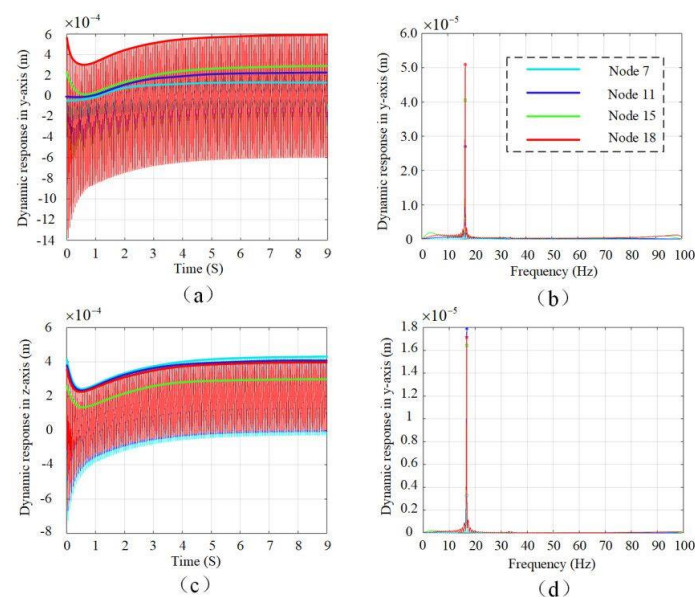 ×10⁻⁴
6
4
2
0
-2
-4
-6
-8
-10
-12
-14
0 1 2 3 4 5 6 7 8 9
Dynamic response in y-axis (m)
Time (S)
（a）
×10⁻⁵
6.0
5.0
4.0
3.0
2.0
1.0
0
0 10 20 30 40 50 60 70 80 90 100
Dynamic response in y-axis (m)
Frequency (Hz)
Node 7
Node 11
Node 15
Node 18
（b）
×10⁻⁴
6
4
2
0
-4
-6
-8
0 1 2 3 4 5 6 7 8 9
Dynamic response in z-axis (m)
Time (S)
（c）
×10⁻⁵
1.8
1.6
1.4
1.2
1.0
0.8
0.6
0.4
0.2
0
0 10 20 30 40 50 60 70 80 90 100
Dynamic response in y-axis (m)
Frequency (Hz)
（d）